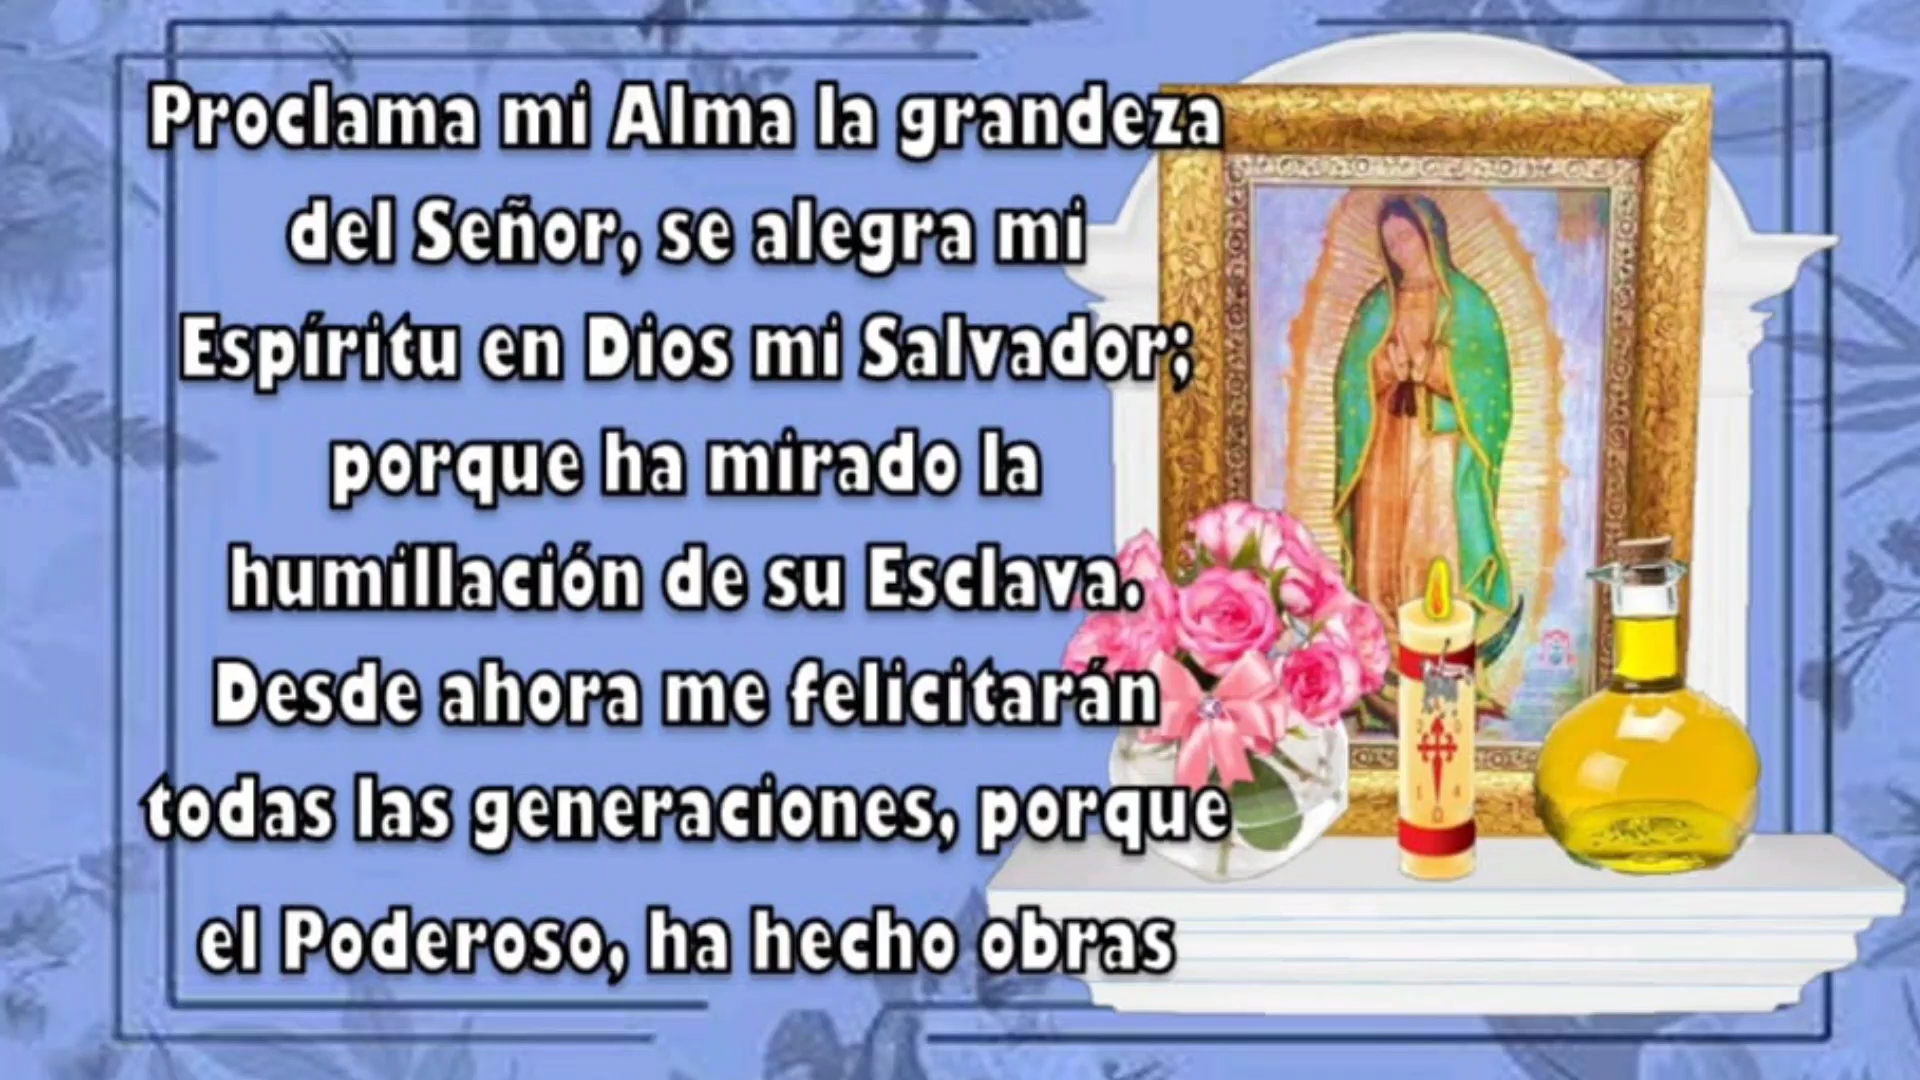 Proclama mi Alma la grandeza
del Señor, se alegra mi
Espíritu en Dios mi Salvador;
porque ha mirado la
humillación de su Esclava.
Desde ahora me felicitarán
todas las generaciones, porque
el Poderoso, ha hecho obras